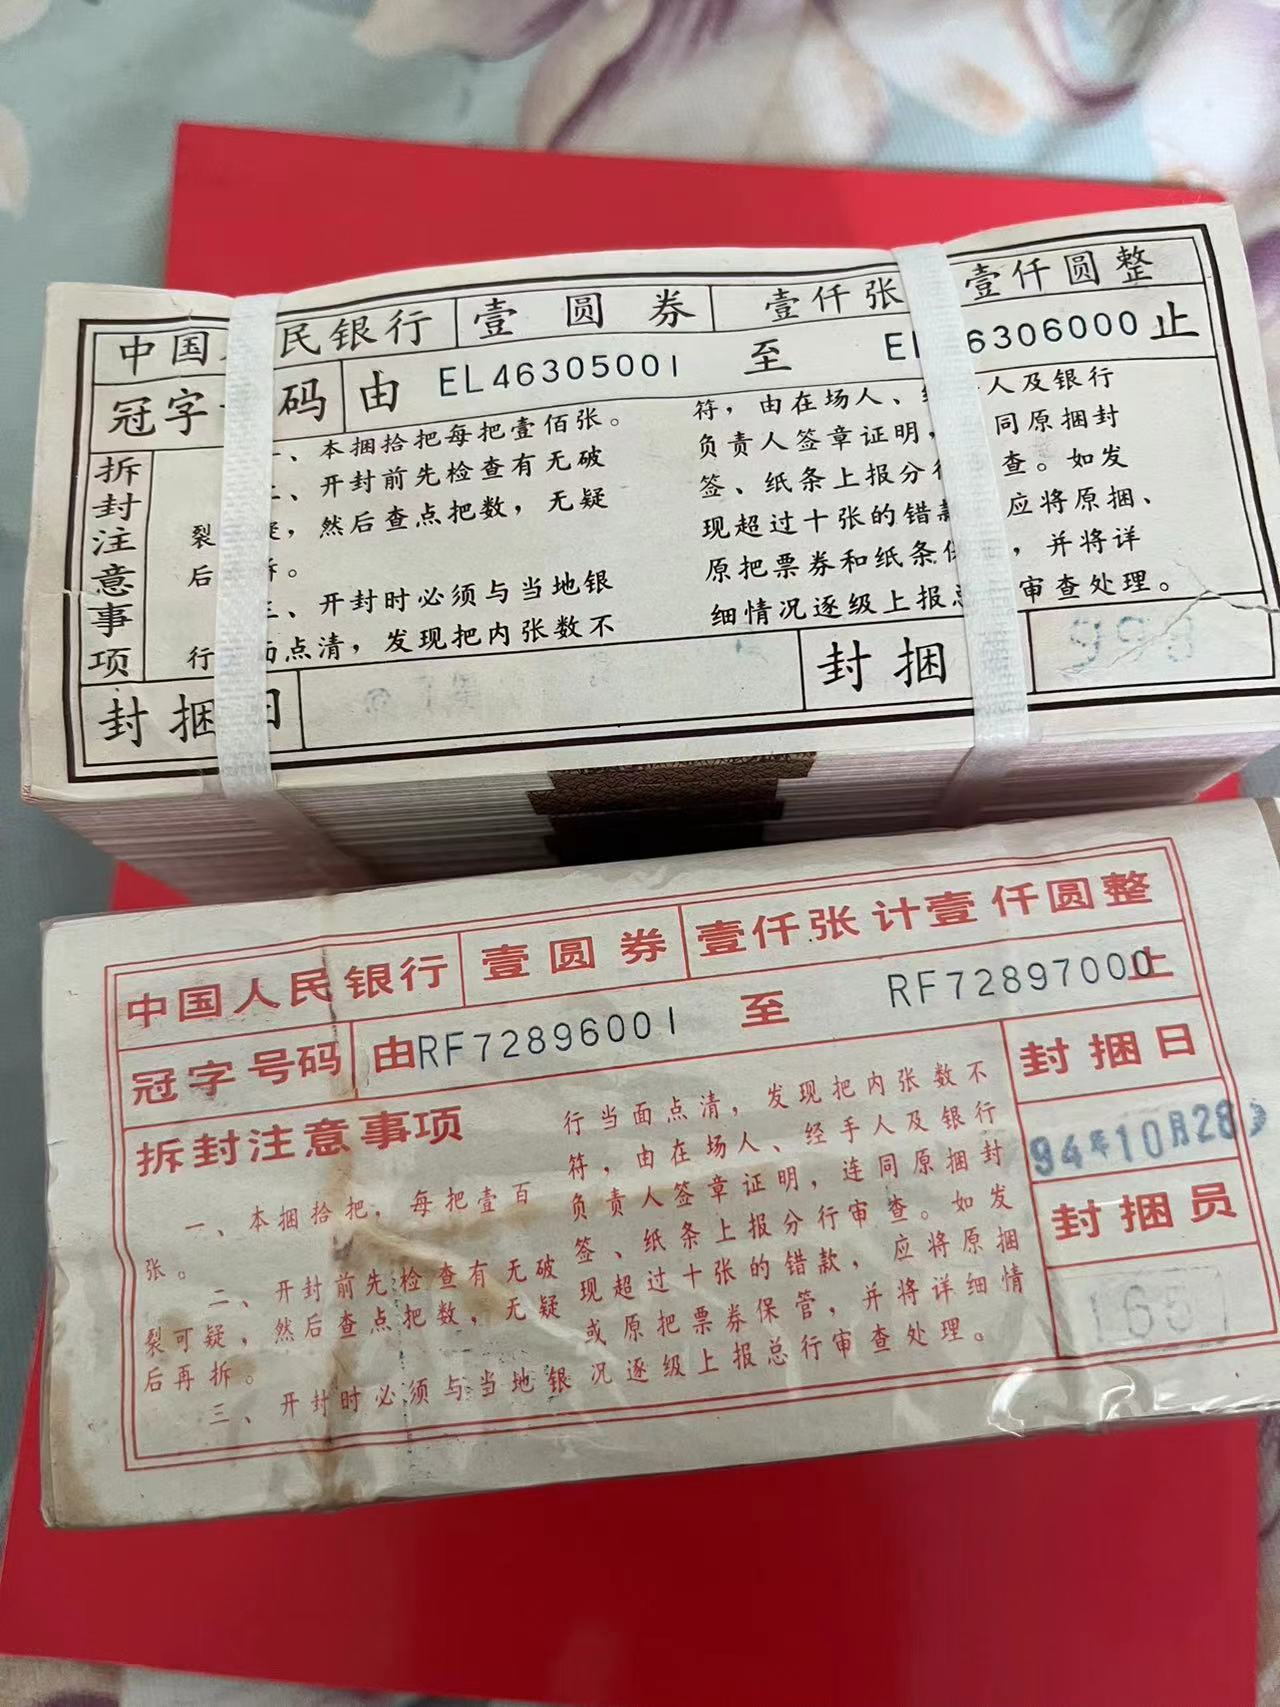 中国人民银行 壹圆券 壹仟张 壹仟圆整
冠字 码 由 EL46305001 至 EL 6306000 止
拆封注意事项
一、本捆拾把每把壹佰张。
二、开封前先检查有无破
裂 疑，然后查点把数，无疑
后 拆。
三、开封时必须与当地银
行 面点清，发现把内张数不
符，由在场人、 人及银行
负责人签章证明， 同原捆封
签、纸条上报分行 查。如发
现超过十张的错款 应将原捆、
原把票券和纸条保 ，并将详
细情况逐级上报总 审查处理。
封捆日
封捆
998
中国人民银行 壹圆券 壹仟张 计壹仟圆整
冠字号码 由RF72896001 至 RF72897000止
拆封注意事项
一、本捆拾把，每把壹百
张。
二、开封前先检查有无破
裂可疑，然后查点把数，无疑
后再拆。
三、开封时必须与当地银
行当面点清，发现把内张数不
符，由在场人、经手人及银行
负责人签章证明，连同原捆封
签、纸条上报分行审查。如发
现超过十张的错款，应将原捆
或原把票券保管，并将详细情
况逐级上报总行审查处理。
封捆日
94年10月28
封捆员
1657